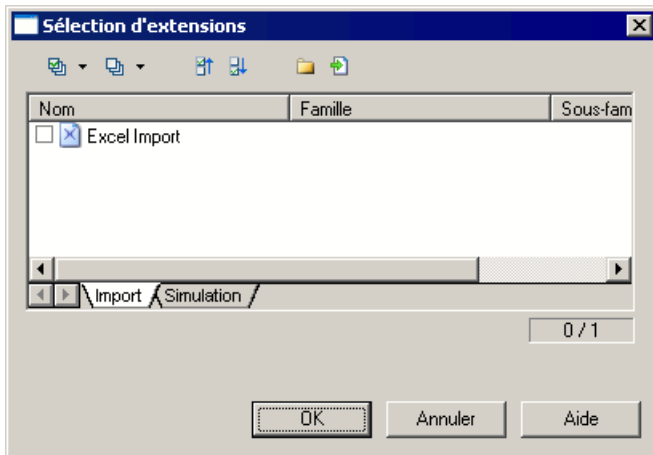 Sélection d'extensions
Nom Famille Sous-fam
Excel Import
Import Simulation
0 / 1
OK Annuler Aide